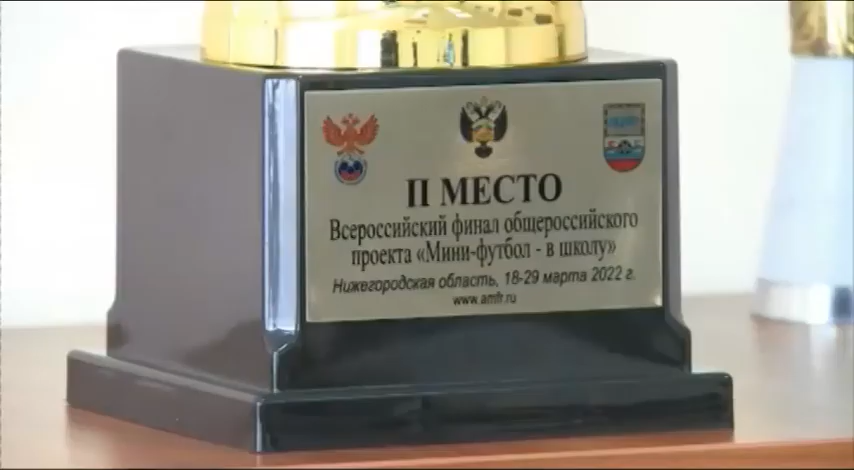 II МЕСТО
Всероссийский финал общероссийского
проекта «Мини-футбол - в школу»
Нижегородская область, 18-29 марта 2022 г.
www.amfr.ru